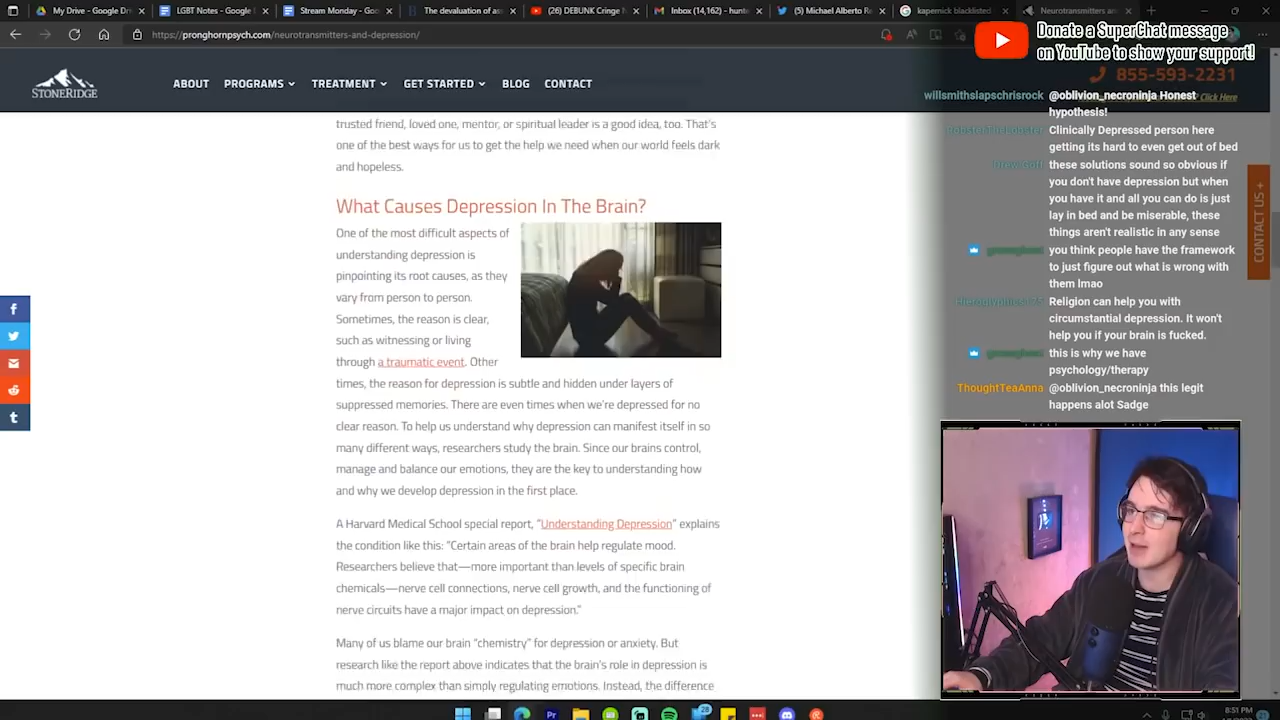 My Drive - Google D
LGBT Notes - Google
Stream Monday - Goo
The devaluation of as
(26) DEBUNK Cringe
Inbox (14,162) - hunte
(5) Michael Alberto R
kapernick blacklisted
Neurotransmitters an
https://pronghornpsych.com/neurotransmitters-and-depression/
Donate a SuperChat message
on YouTube to show your support!
STONERIDGE
ABOUT
PROGRAMS
TREATMENT
GET STARTED
BLOG
CONTACT
855-593-2231
Click Here
trusted friend, loved one, mentor, or spiritual leader is a good idea, too. That's
one of the best ways for us to get the help we need when our world feels dark
and hopeless.
What Causes Depression In The Brain?
One of the most difficult aspects of
understanding depression is
pinpointing its root causes, as they
vary from person to person.
Sometimes, the reason is clear,
such as witnessing or living
through a traumatic event. Other
times, the reason for depression is subtle and hidden under layers of
suppressed memories. There are even times when we're depressed for no
clear reason. To help us understand why depression can manifest itself in so
many different ways, researchers study the brain. Since our brains control,
manage and balance our emotions, they are the key to understanding how
and why we develop depression in the first place.
A Harvard Medical School special report, "Understanding Depression" explains
the condition like this: "Certain areas of the brain help regulate mood.
Researchers believe that—more important than levels of specific brain
chemicals—nerve cell connections, nerve cell growth, and the functioning of
nerve circuits have a major impact on depression."
Many of us blame our brain "chemistry" for depression or anxiety. But
research like the report above indicates that the brain's role in depression is
much more complex than simply regulating emotions. Instead, the difference
willsmithslapschrisrock @oblivion_necroninja Honest
hypothesis!
Clinically Depressed person here
getting its hard to even get out of bed
these solutions sound so obvious if
you don't have depression but when
you have it and all you can do is just
lay in bed and be miserable, these
things aren't realistic in any sense
you think people have the framework
to just figure out what is wrong with
them lmao
Religion can help you with
circumstantial depression. It won't
help you if your brain is fucked.
this is why we have
psychology/therapy
ThoughtTeaAnna @oblivion_necroninja this legit
happens alot Sadge
CONTACT US +
23
8:51 PM